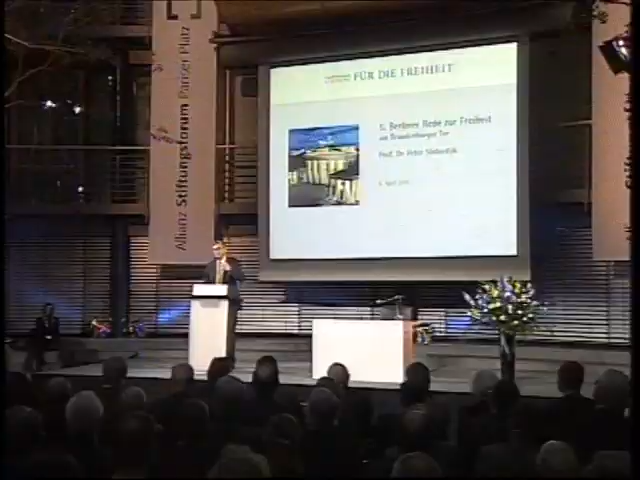 Allianz Stiftungsforum Pariser Platz
FÜR DIE FREIHEIT
5. Berliner Rede zur Freiheit
am Brandenburger Tor
Prof. Dr. Peter Sloterdijk